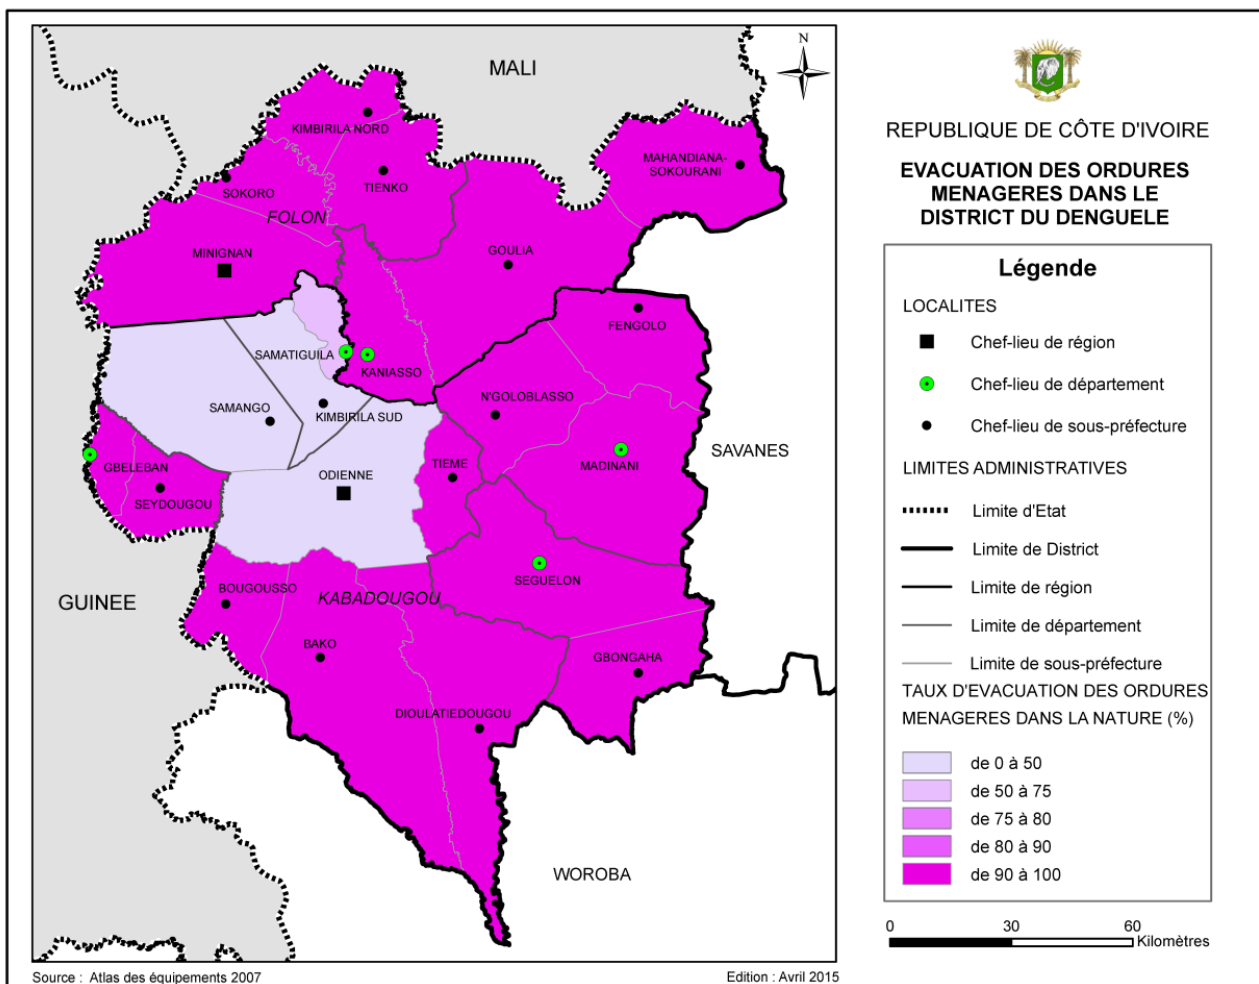 N
MALI
KIMBIRILA NORD
MAHANDIANA-
SOKOURANI
TIENKO
SOKORO
FOLON
MINIGNAN
GOULIA
FENGOLO
SAMATIGUILA
KANIASSO
SAMANGO
KIMBIRILA SUD
N'GOLOBLASSO
SAVANES
GBELEBAN
SEYDOUGOU
ODIENNE
TIEME
MADINANI
SEGUELON
GUINEE
BOUGOUSSO
KABADOUGOU
BAKO
GBONGAHA
DIOULATIEDOUGOU
WOROBA
REPUBLIQUE DE CÔTE D'IVOIRE
EVACUATION DES ORDURES
MENAGERES DANS LE
DISTRICT DU DENGUELE
Légende
LOCALITES
Chef-lieu de région
Chef-lieu de département
Chef-lieu de sous-préfecture
LIMITES ADMINISTRATIVES
Limite d'Etat
Limite de District
Limite de région
Limite de département
Limite de sous-préfecture
TAUX D'EVACUATION DES ORDURES
MENAGERES DANS LA NATURE (%)
de 0 à 50
de 50 à 75
de 75 à 80
de 80 à 90
de 90 à 100
0 30 60
Kilomètres
Source : Atlas des équipements 2007
Edition : Avril 2015